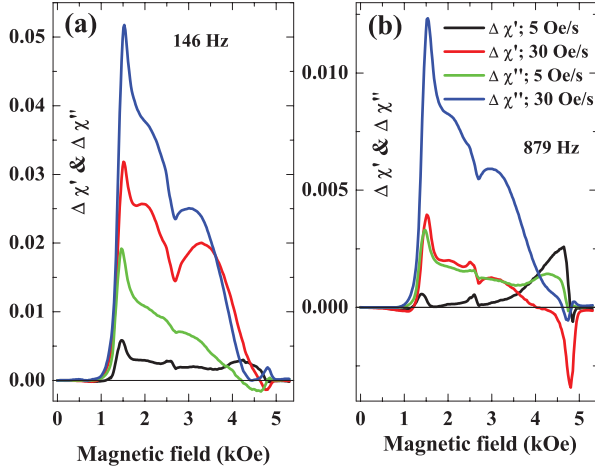 (a)
146 Hz
Δ χ' & Δ χ''
0.05
0.04
0.03
0.02
0.01
0.00
0 1 2 3 4 5
Magnetic field (kOe)
(b)
Δ χ'; 5 Oe/s
Δ χ'; 30 Oe/s
Δ χ''; 5 Oe/s
Δ χ''; 30 Oe/s
879 Hz
Δ χ' & Δ χ''
0.010
0.005
0.000
0 1 2 3 4 5
Magnetic field (kOe)